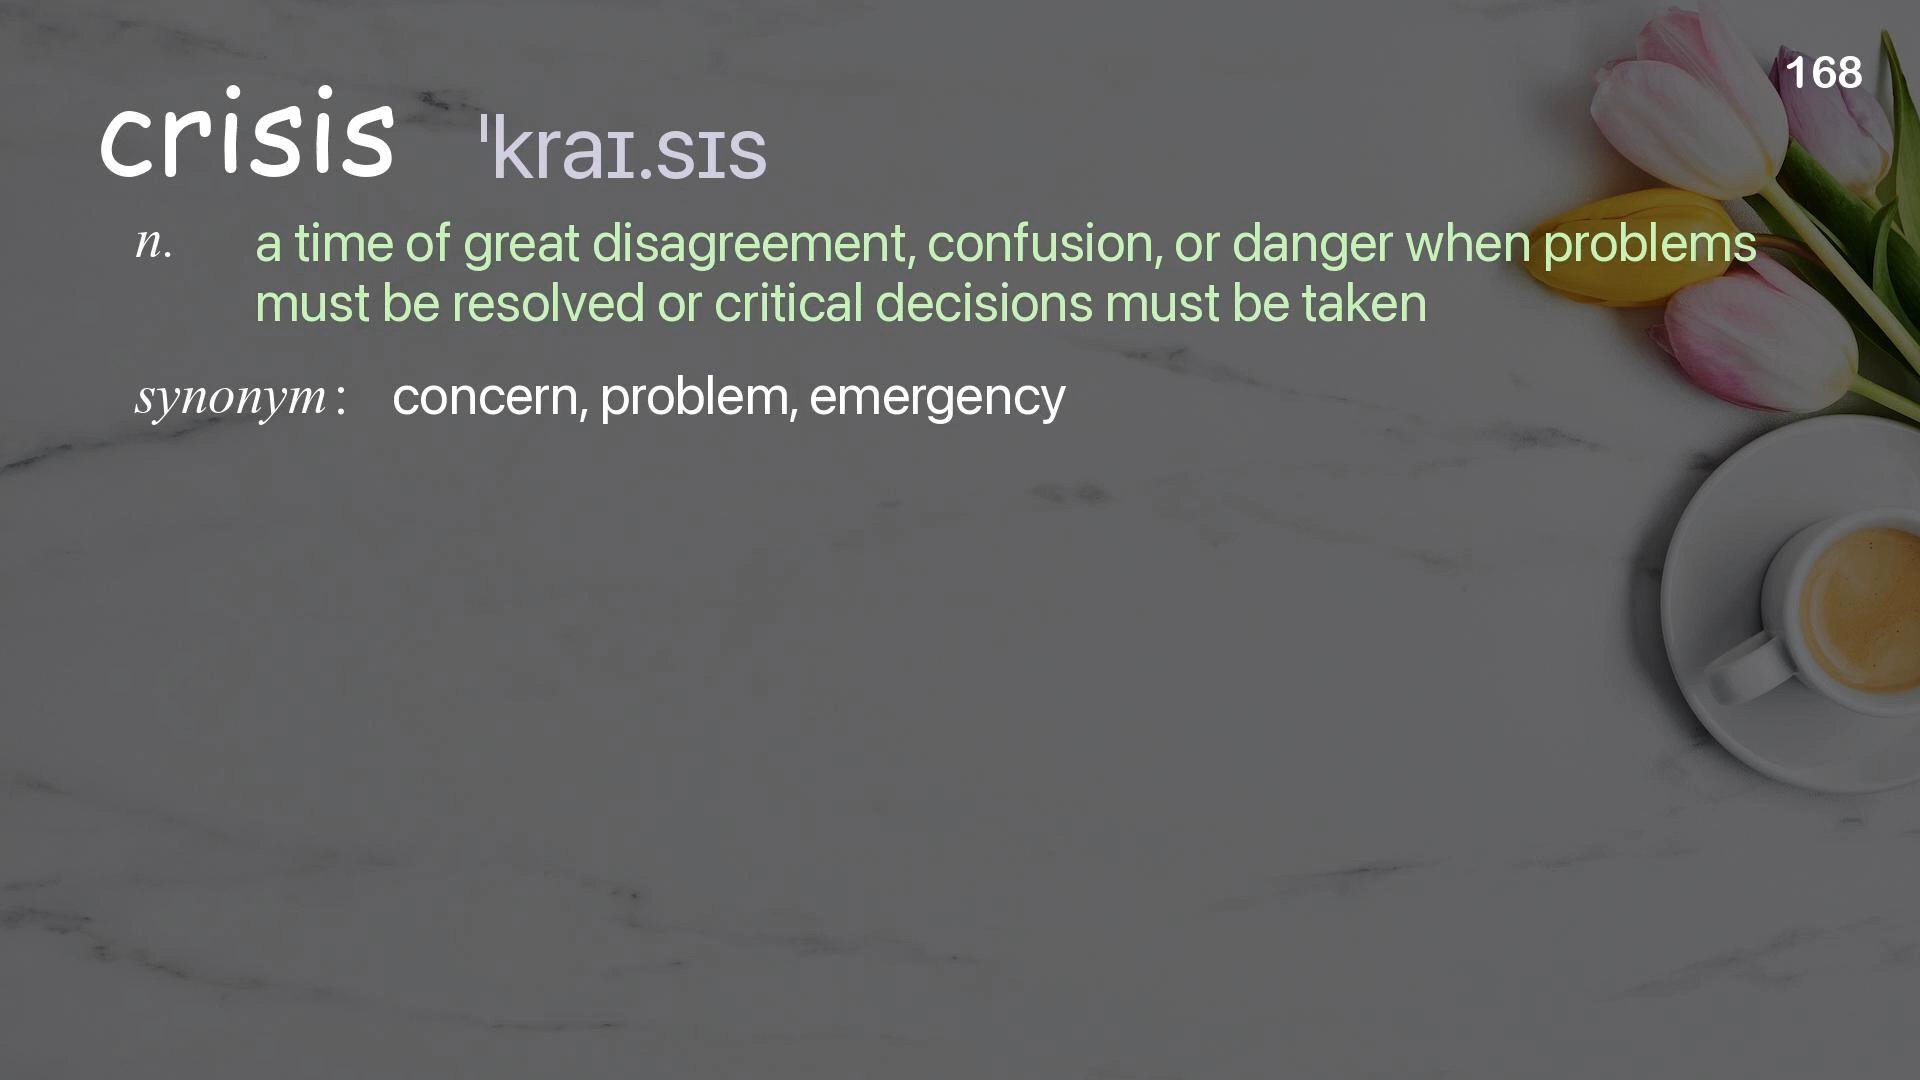 168
crisis ˈkraɪ.sɪs
n. a time of great disagreement, confusion, or danger when problems
must be resolved or critical decisions must be taken
synonym: concern, problem, emergency